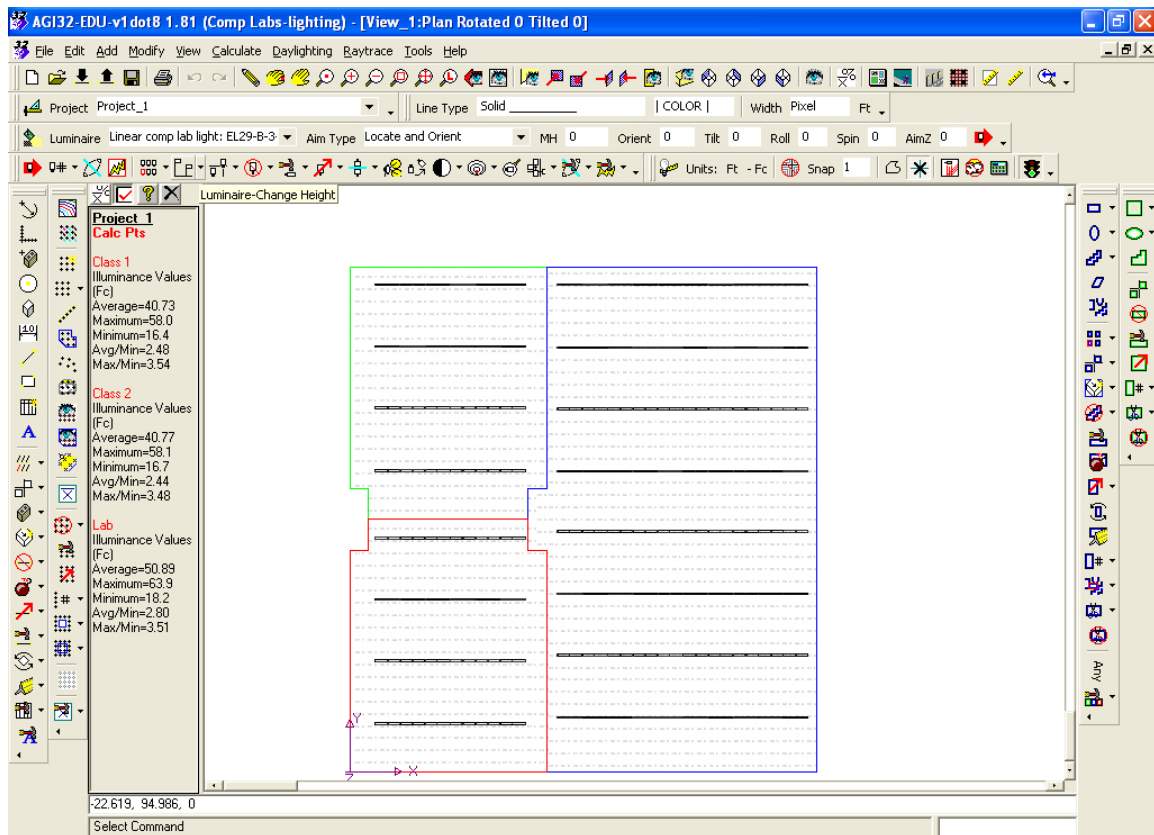 AGI32-EDU-v1dot8 1.81 (Comp Labs-lighting) - [View_1:Plan Rotated 0 Tilted 0]
File Edit Add Modify View Calculate Daylighting Raytrace Tools Help
Project Project_1 Line Type Solid __________ | COLOR | Width Pixel Ft
Luminaire Linear comp lab light: EL29-B-3- Aim Type Locate and Orient MH 0 Orient 0 Tilt 0 Roll 0 Spin 0 AimZ 0
Units: Ft - Fc Snap 1
Luminaire-Change Height
Project_1
Calc Pts
Class 1
Illuminance Values
(Fc)
Average=40.73
Maximum=58.0
Minimum=16.4
Avg/Min=2.48
Max/Min=3.54
Class 2
Illuminance Values
(Fc)
Average=40.77
Maximum=58.1
Minimum=16.7
Avg/Min=2.44
Max/Min=3.48
Lab
Illuminance Values
(Fc)
Average=50.89
Maximum=63.9
Minimum=18.2
Avg/Min=2.80
Max/Min=3.51
Y
X
Any
-22.619, 94.986, 0
Select Command